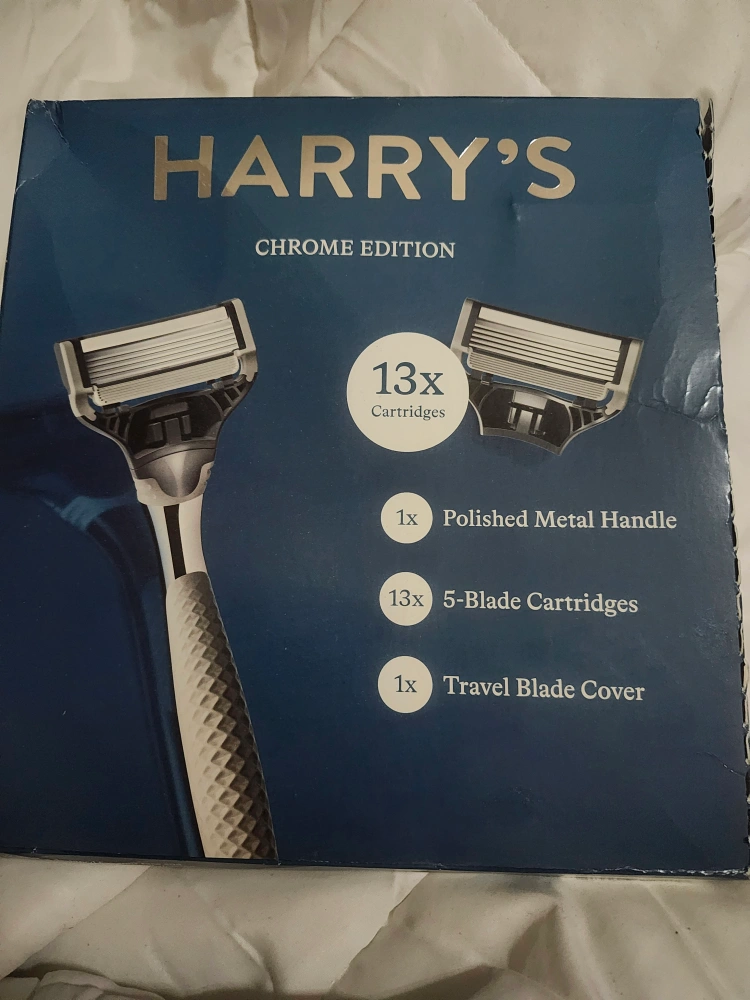 HARRY'S
CHROME EDITION
13x
Cartridges
1x Polished Metal Handle
13x 5-Blade Cartridges
1x Travel Blade Cover